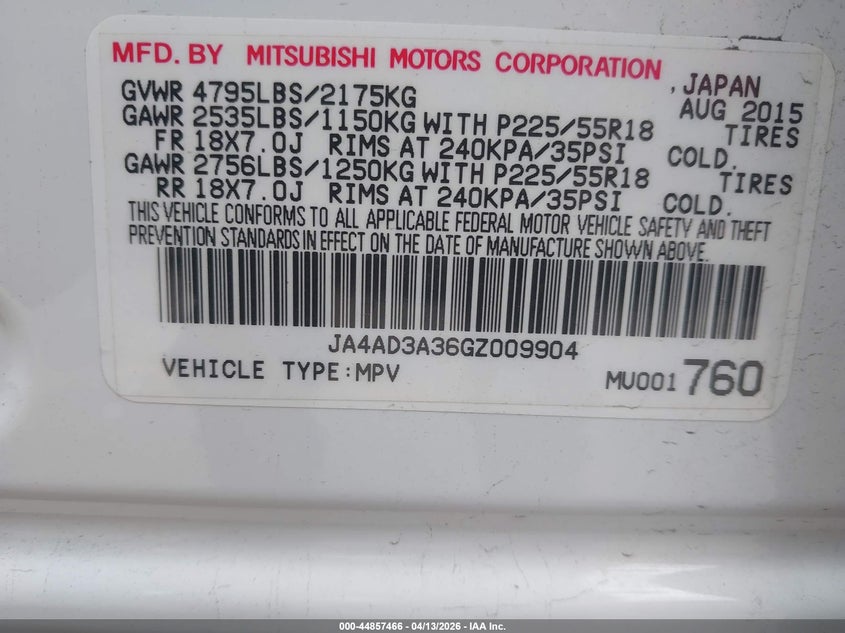 MFD. BY MITSUBISHI MOTORS CORPORATION , JAPAN
GVWR 4795LBS/2175KG AUG 2015
GAWR 2535LBS/1150KG WITH P225/55R18 TIRES
FR 18X7.0J RIMS AT 240KPA/35PSI COLD.
GAWR 2756LBS/1250KG WITH P225/55R18 TIRES
RR 18X7.0J RIMS AT 240KPA/35PSI COLD.
THIS VEHICLE CONFORMS TO ALL APPLICABLE FEDERAL MOTOR VEHICLE SAFETY AND THEFT
PREVENTION STANDARDS IN EFFECT ON THE DATE OF MANUFACTURE SHOWN ABOVE.
JA4AD3A36GZ009904
VEHICLE TYPE:MPV MU001 760
000-44857466 - 04/13/2026 - IAA Inc.